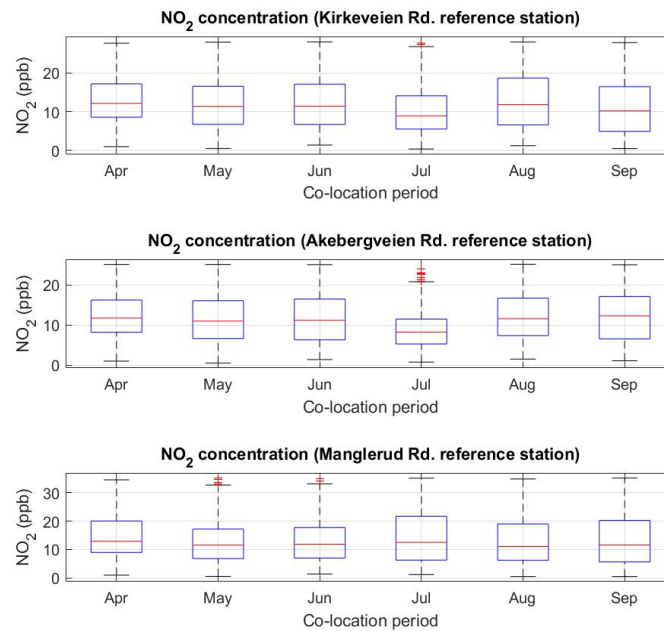 NO2 concentration (Kirkeveien Rd. reference station)
NO2 (ppb)
20
10
0
Apr May Jun Jul Aug Sep
Co-location period
NO2 concentration (Akebergveien Rd. reference station)
NO2 (ppb)
20
10
0
Apr May Jun Jul Aug Sep
Co-location period
NO2 concentration (Manglerud Rd. reference station)
NO2 (ppb)
30
20
10
0
Apr May Jun Jul Aug Sep
Co-location period